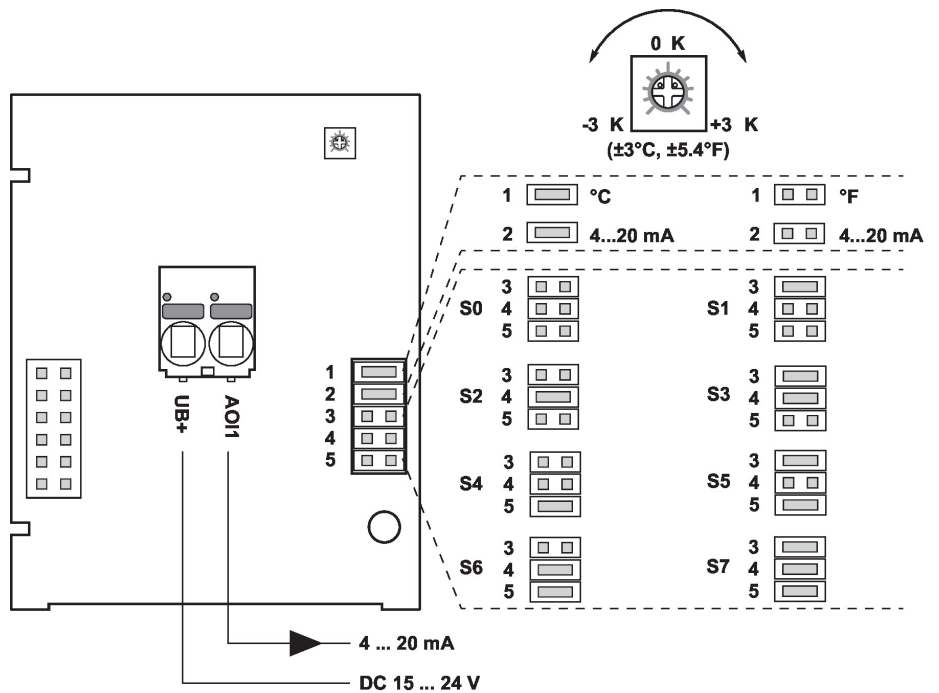 0 K
-3 K
+3 K
(±3°C, ±5.4°F)
1 °C
1 °F
2 4...20 mA
2 4...20 mA
S0 3 4 5
S1 3 4 5
S2 3 4 5
S3 3 4 5
S4 3 4 5
S5 3 4 5
S6 3 4 5
S7 3 4 5
1
2
3
4
5
UB+
AOI1
4 ... 20 mA
DC 15 ... 24 V